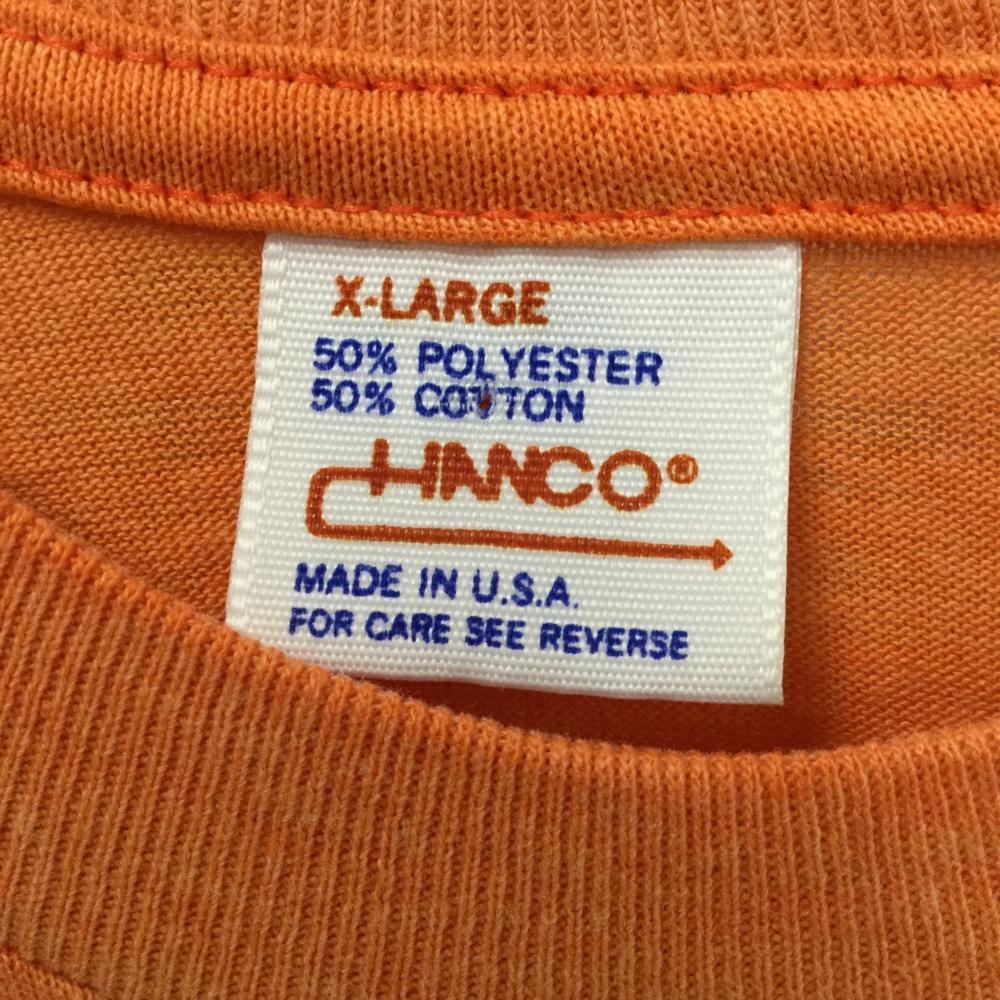 X-LARGE
50% POLYESTER
50% COTTON
HANCO®
MADE IN U.S.A.
FOR CARE SEE REVERSE